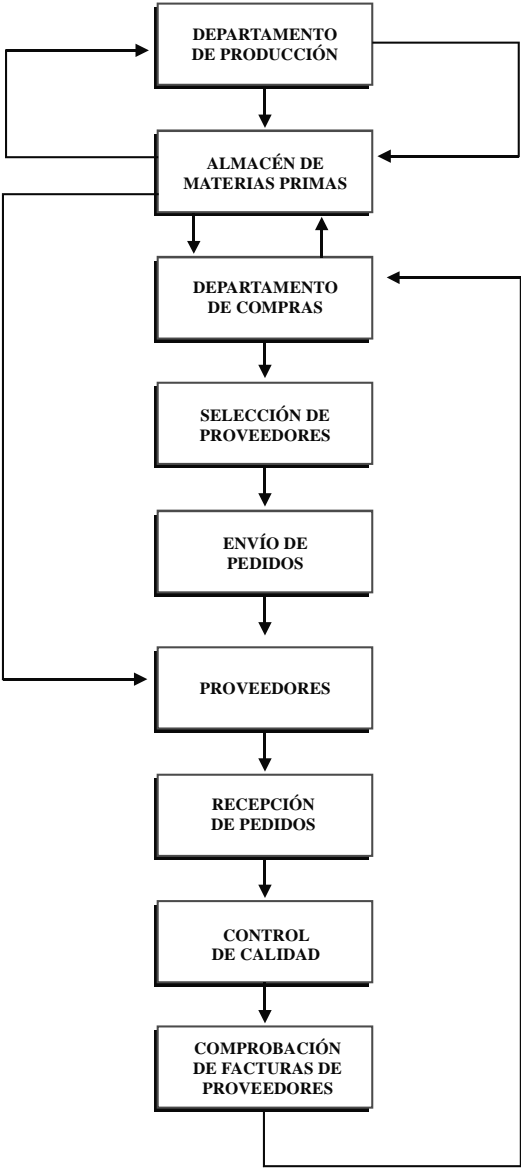 DEPARTAMENTO
DE PRODUCCIÓN
ALMACÉN DE
MATERIAS PRIMAS
DEPARTAMENTO
DE COMPRAS
SELECCIÓN DE
PROVEEDORES
ENVÍO DE
PEDIDOS
PROVEEDORES
RECEPCIÓN
DE PEDIDOS
CONTROL
DE CALIDAD
COMPROBACIÓN
DE FACTURAS DE
PROVEEDORES